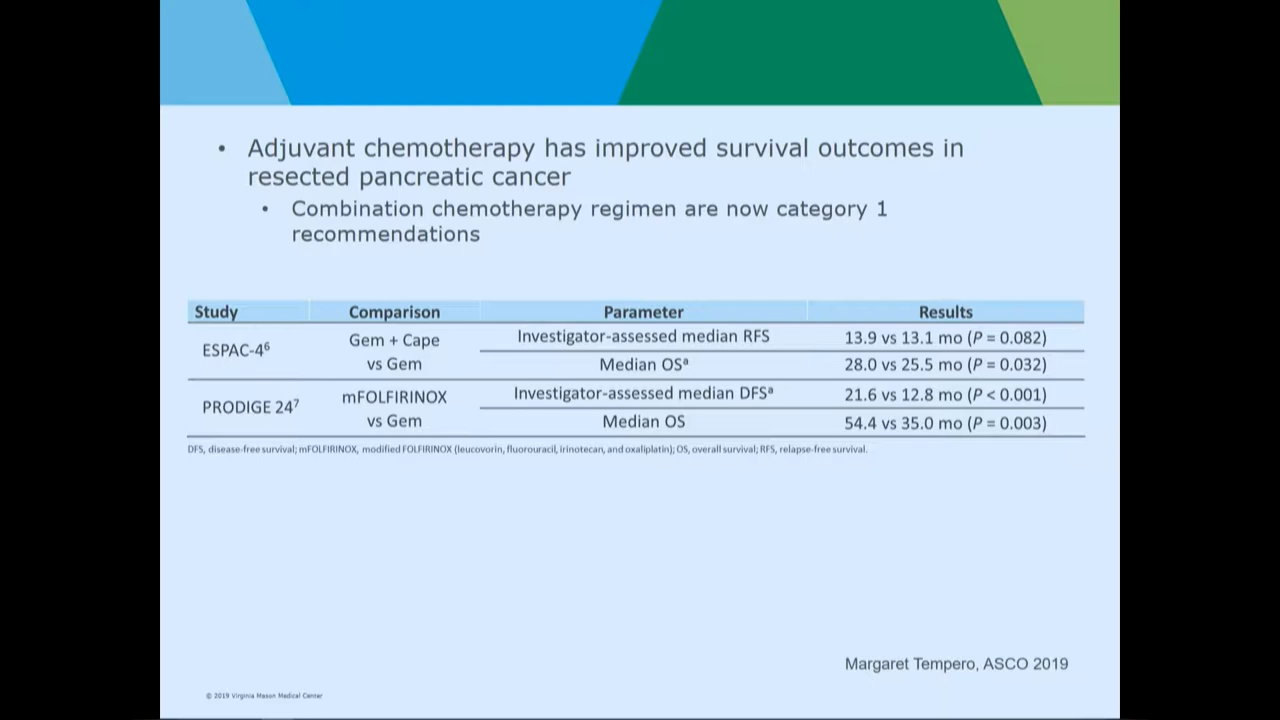 • Adjuvant chemotherapy has improved survival outcomes in
resected pancreatic cancer
• Combination chemotherapy regimen are now category 1
recommendations
Study Comparison Parameter Results
ESPAC-4⁶ Gem + Cape vs Gem Investigator-assessed median RFS 13.9 vs 13.1 mo (P = 0.082)
Median OSᵃ 28.0 vs 25.5 mo (P = 0.032)
PRODIGE 24⁷ mFOLFIRINOX vs Gem Investigator-assessed median DFSᵃ 21.6 vs 12.8 mo (P < 0.001)
Median OS 54.4 vs 35.0 mo (P = 0.003)
DFS, disease-free survival; mFOLFIRINOX, modified FOLFIRINOX (leucovorin, fluorouracil, irinotecan, and oxaliplatin); OS, overall survival; RFS, relapse-free survival.
Margaret Tempero, ASCO 2019
© 2019 Virginia Mason Medical Center